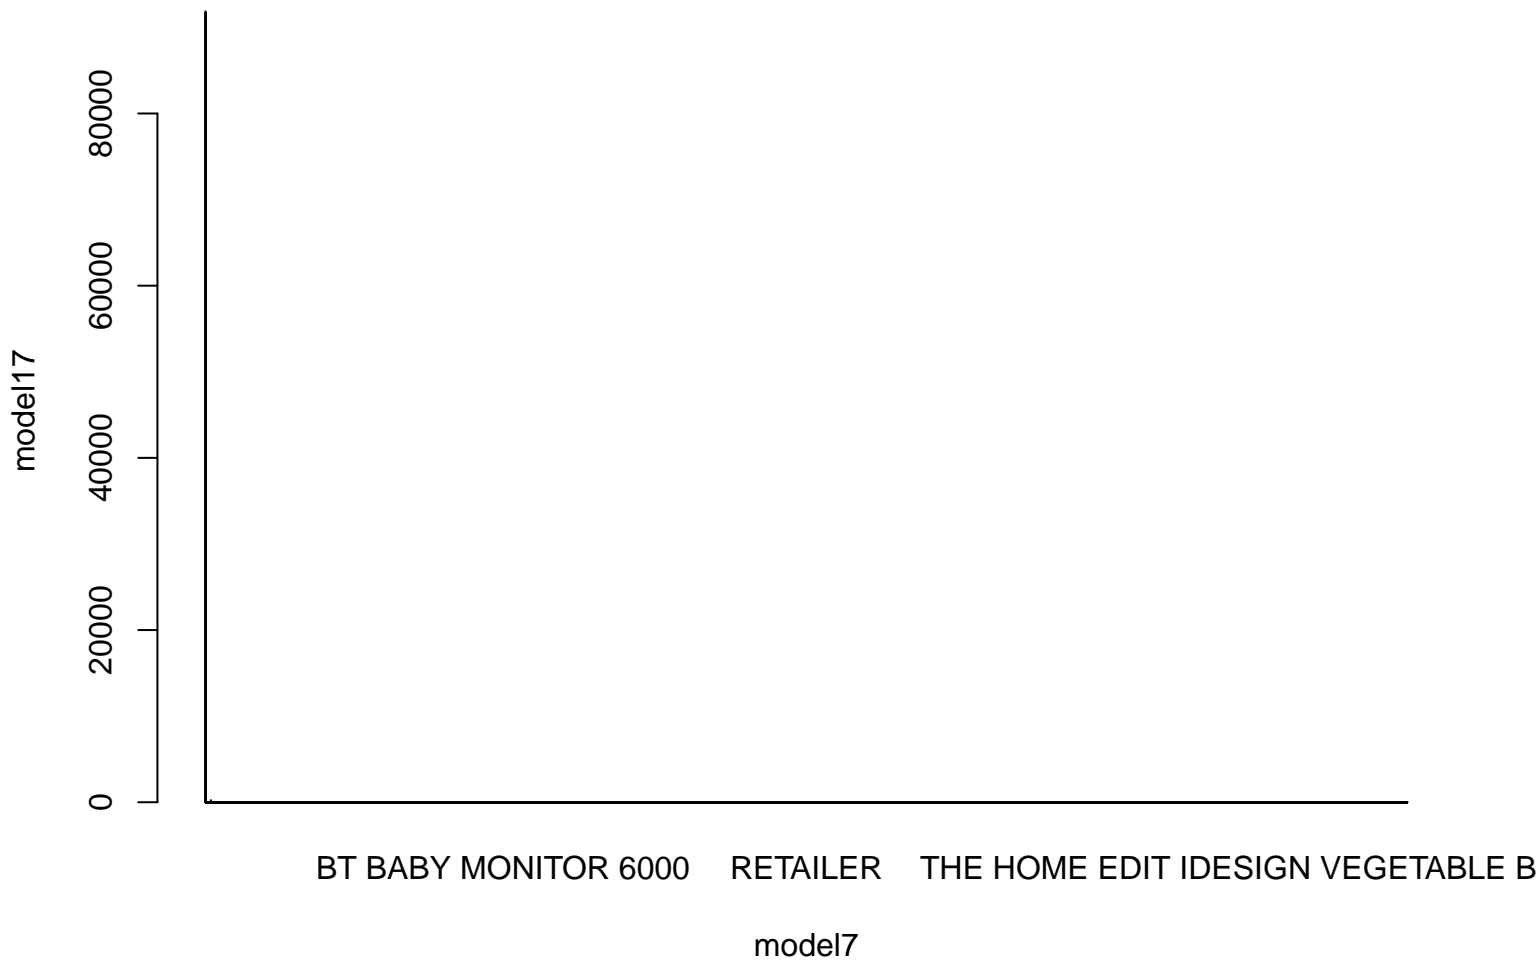 80000
60000
40000
20000
0
model17
BT BABY MONITOR 6000 RETAILER THE HOME EDIT IDESIGN VEGETABLE B
model7